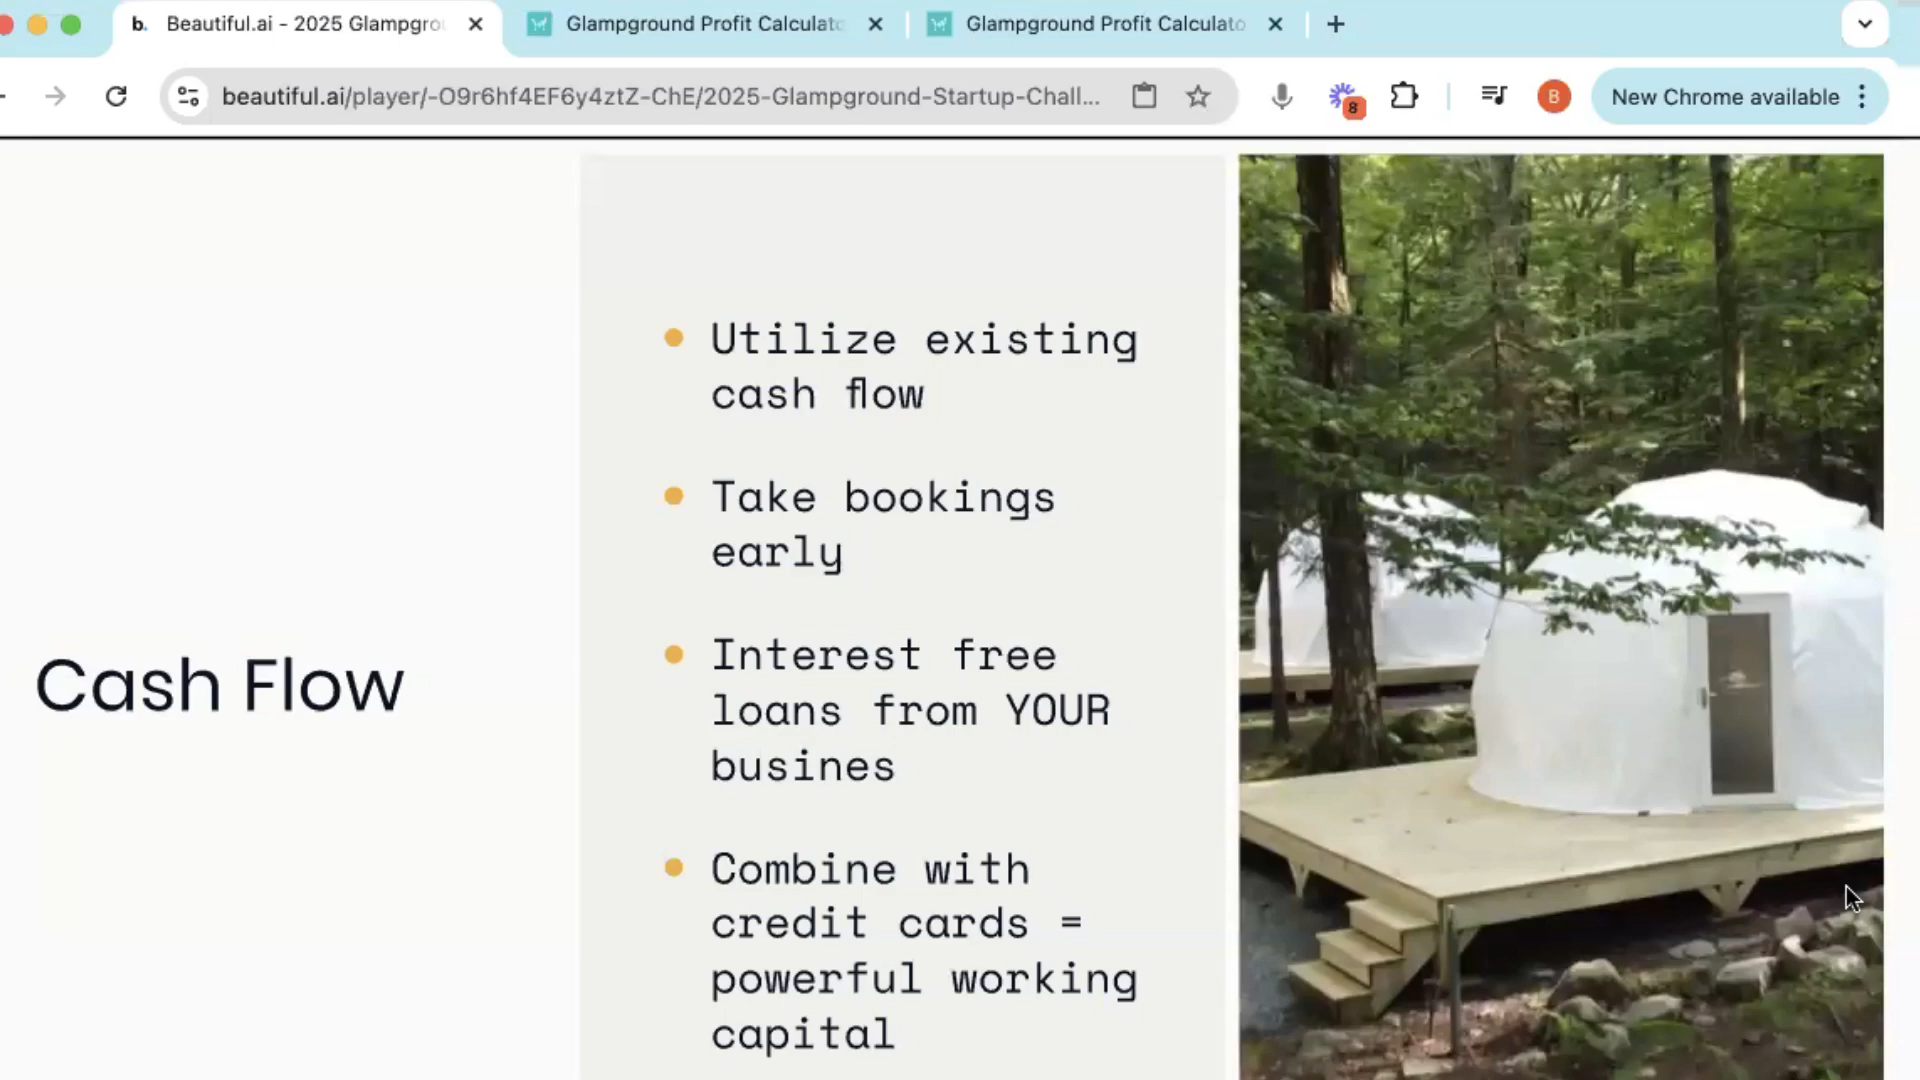 b. Beautiful.ai - 2025 Glampgro
Glampground Profit Calculato
Glampground Profit Calculato
beautiful.ai/player/-O9r6hf4EF6y4ztZ-ChE/2025-Glampground-Startup-Chall...
8
B
New Chrome available
Cash Flow
Utilize existing
cash flow
Take bookings
early
Interest free
loans from YOUR
busines
Combine with
credit cards =
powerful working
capital